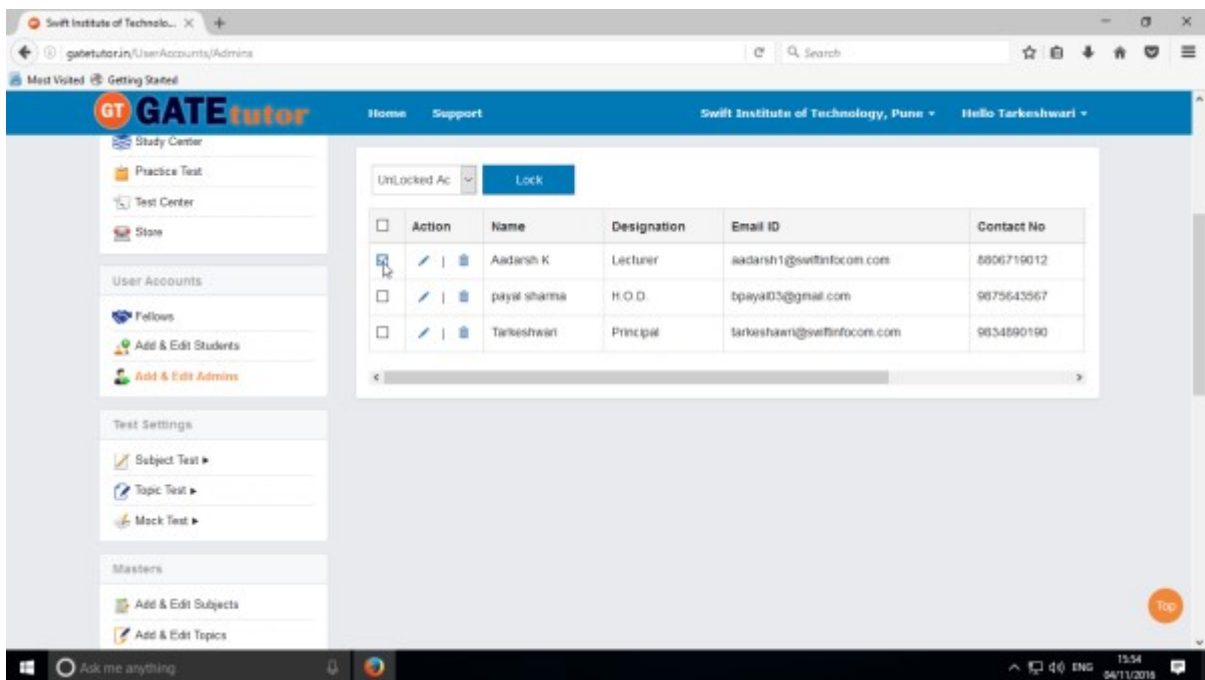 Swift Institute of Technolo...
gatetutor.in/UserAccounts/Admins
Search
Most Visited Getting Started
GT GATEtutor Home Support Swift Institute of Technology, Pune Hello Tarkeshwari
Study Center
Practice Test
Test Center
Store
User Accounts
Fellows
Add & Edit Students
Add & Edit Admins
Test Settings
Subject Test
Topic Test
Mock Test
Masters
Add & Edit Subjects
Add & Edit Topics
UnLocked Ac Lock
Action Name Designation Email ID Contact No
| Aadarsh K Lecturer aadarsh1@swiftinfocom.com 8806719012
| payal sharma H.O.D. bpayal03@gmail.com 9875643567
| Tarkeshwari Principal tarkeshawri@swiftinfocom.com 9834890190
Top
Ask me anything
ENG 15:54
04/11/2016